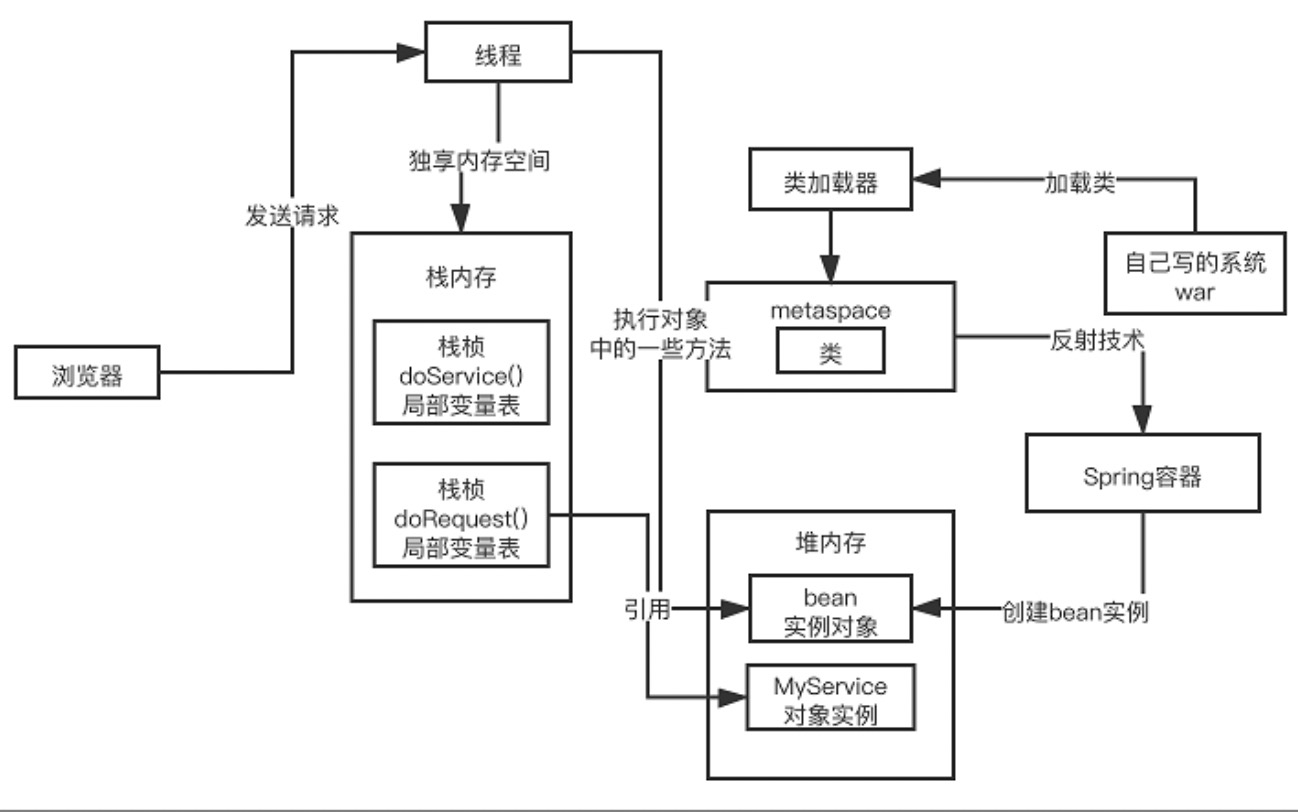 线程
独享内存空间
发送请求
浏览器
栈内存
栈桢
doService()
局部变量表
栈桢
doRequest()
局部变量表
执行对象
中的一些方法
引用
类加载器
加载类
自己写的系统
war
metaspace
类
反射技术
Spring容器
堆内存
bean
实例对象
创建bean实例
MyService
对象实例